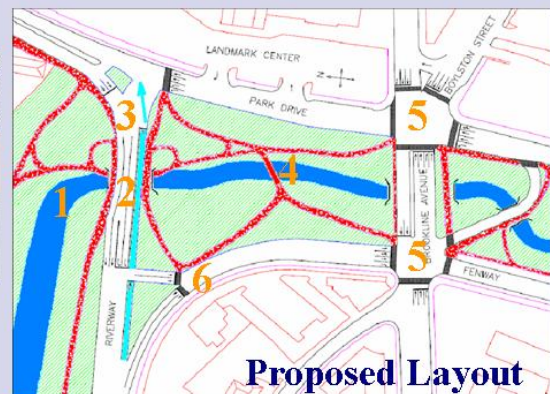 LANDMARK CENTER
BOYLSTON STREET
N
PARK DRIVE
3
5
4
1
2
BROOKLINE AVENUE
5
6
FENWAY
RIVERWAY
Proposed Layout